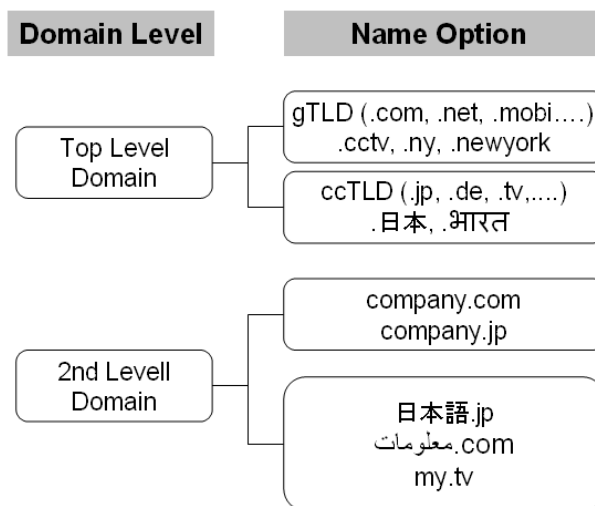 Domain Level
Name Option
Top Level
Domain
gTLD (.com, .net, .mobi....)
.cctv, .ny, .newyork
ccTLD (.jp, .de, .tv,....)
.日本, .भारत
2nd Levell
Domain
company.com
company.jp
日本語.jp
معلومات.com
my.tv